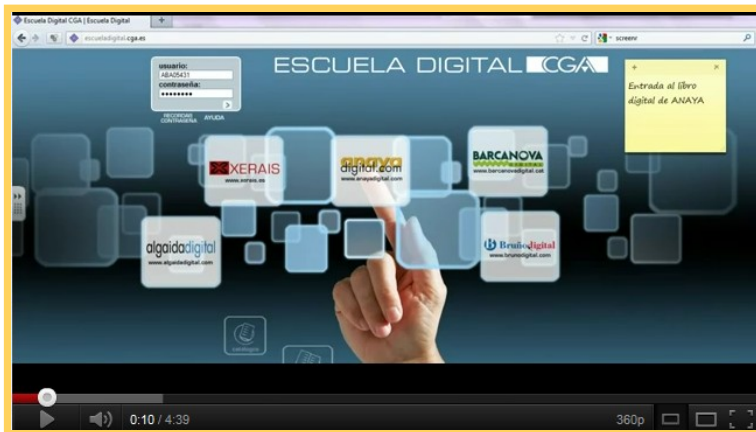 Escuela Digital CGA | Escuela Digital
escueladigital.cga.es
screenr
usuario:
ABA05431
contraseña:
RECORDAR CONTRASEÑA
AYUDA
ESCUELA DIGITAL CGA
Entrada al libro
digital de ANAYA
XERAIS
www.xerais.es
anaya
digital.com
www.anayadigital.com
BARCANOVA
DIGITAL
www.barcanovadigital.cat
algaidadigital
www.algaidadigital.com
Bruñodigital
www.brunodigital.com
catálogos
0:10 / 4:39
360p